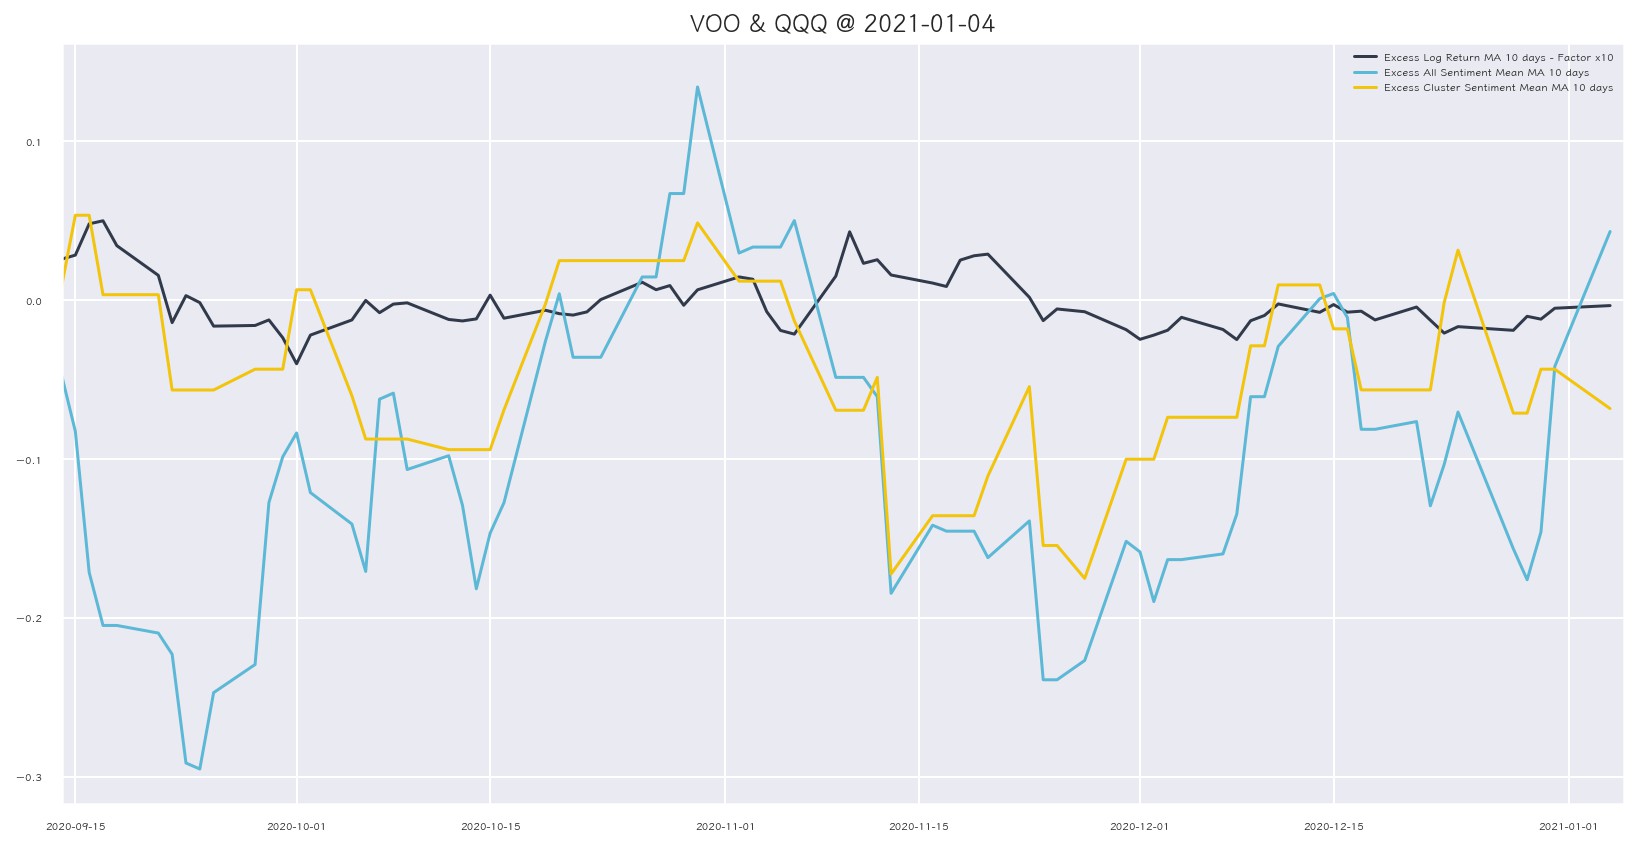 VOO & QQQ @ 2021-01-04
Excess Log Return MA 10 days - Factor x10
Excess All Sentiment Mean MA 10 days
Excess Cluster Sentiment Mean MA 10 days
0.1
0.0
−0.1
−0.2
−0.3
2020-09-15 2020-10-01 2020-10-15 2020-11-01 2020-11-15 2020-12-01 2020-12-15 2021-01-01